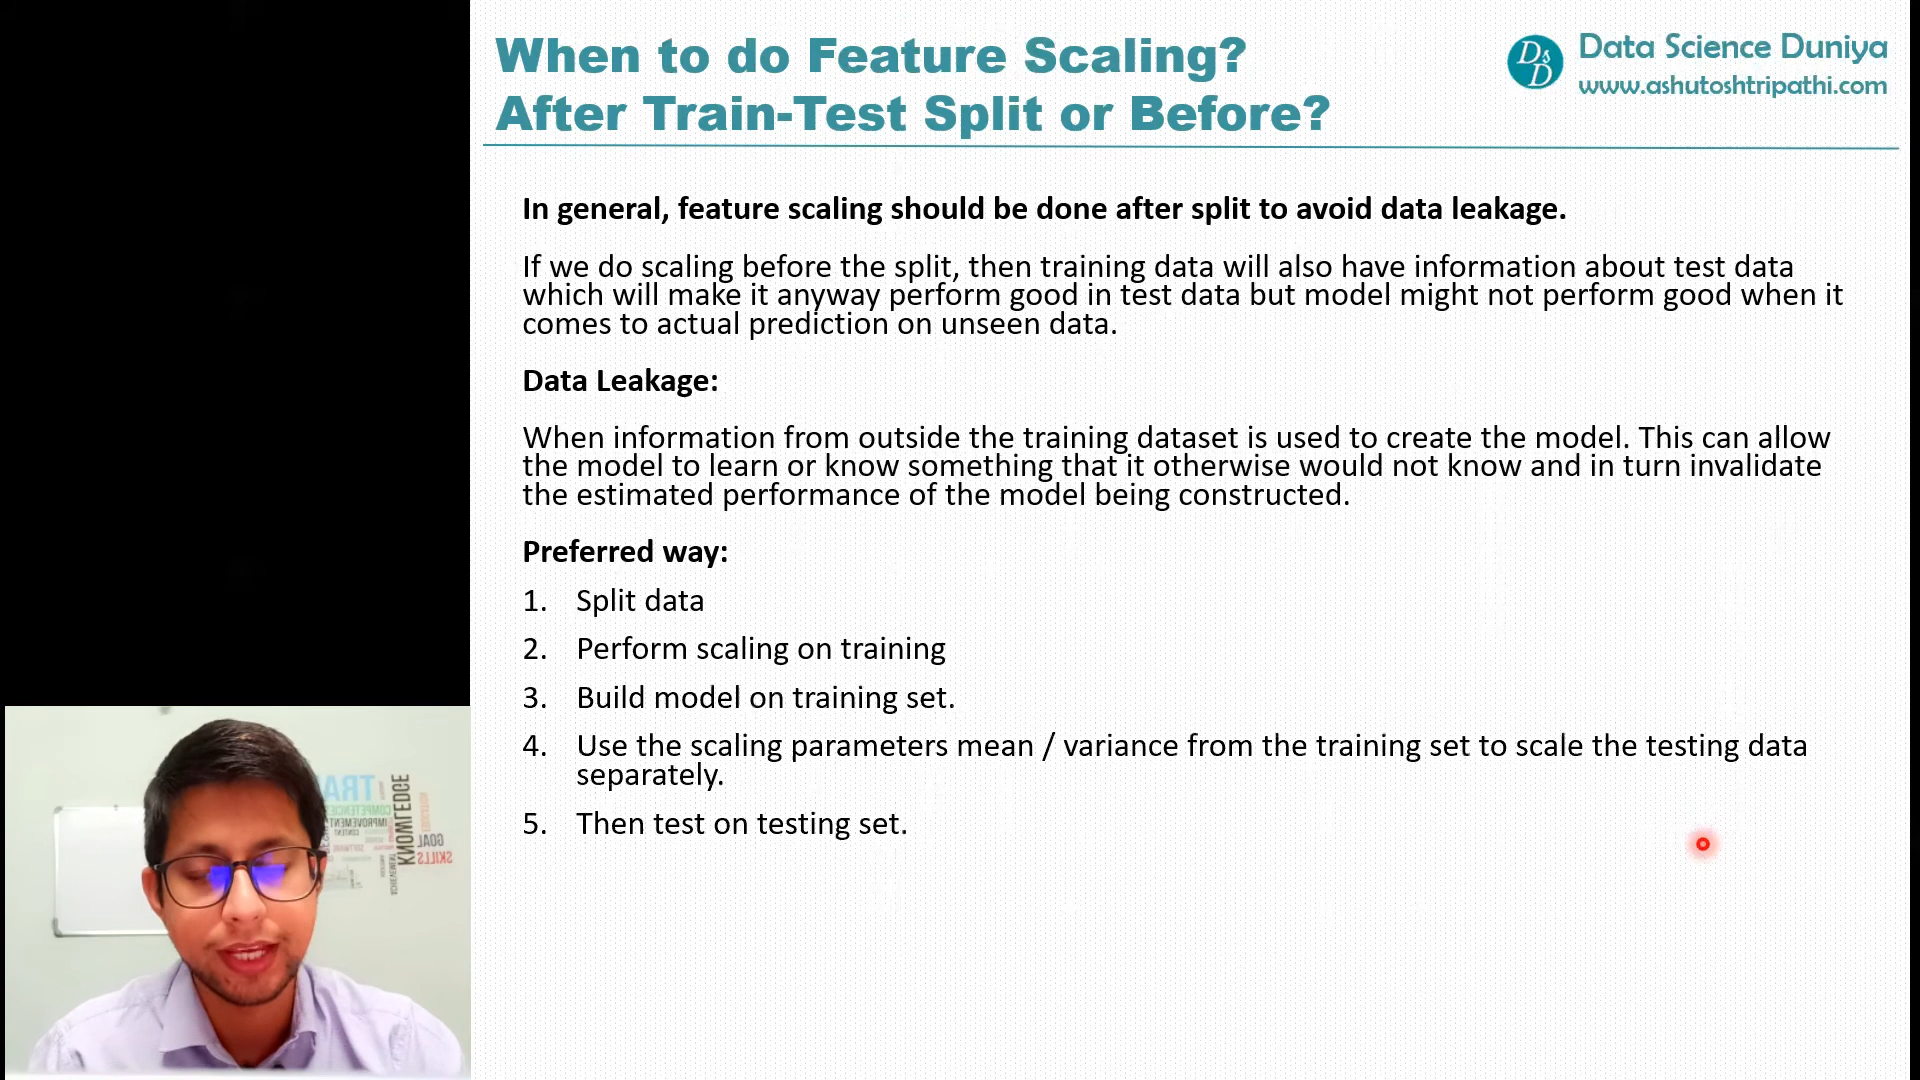 When to do Feature Scaling?
After Train-Test Split or Before?
DsD
Data Science Duniya
www.ashutoshtripathi.com
In general, feature scaling should be done after split to avoid data leakage.
If we do scaling before the split, then training data will also have information about test data
which will make it anyway perform good in test data but model might not perform good when it
comes to actual prediction on unseen data.
Data Leakage:
When information from outside the training dataset is used to create the model. This can allow
the model to learn or know something that it otherwise would not know and in turn invalidate
the estimated performance of the model being constructed.
Preferred way:
1. Split data
2. Perform scaling on training
3. Build model on training set.
4. Use the scaling parameters mean / variance from the training set to scale the testing data
separately.
5. Then test on testing set.
TRA
KNOWLEDGE
COMPETENCE
IMPROVEMENT
CONTENT
GOAL
SKILLS